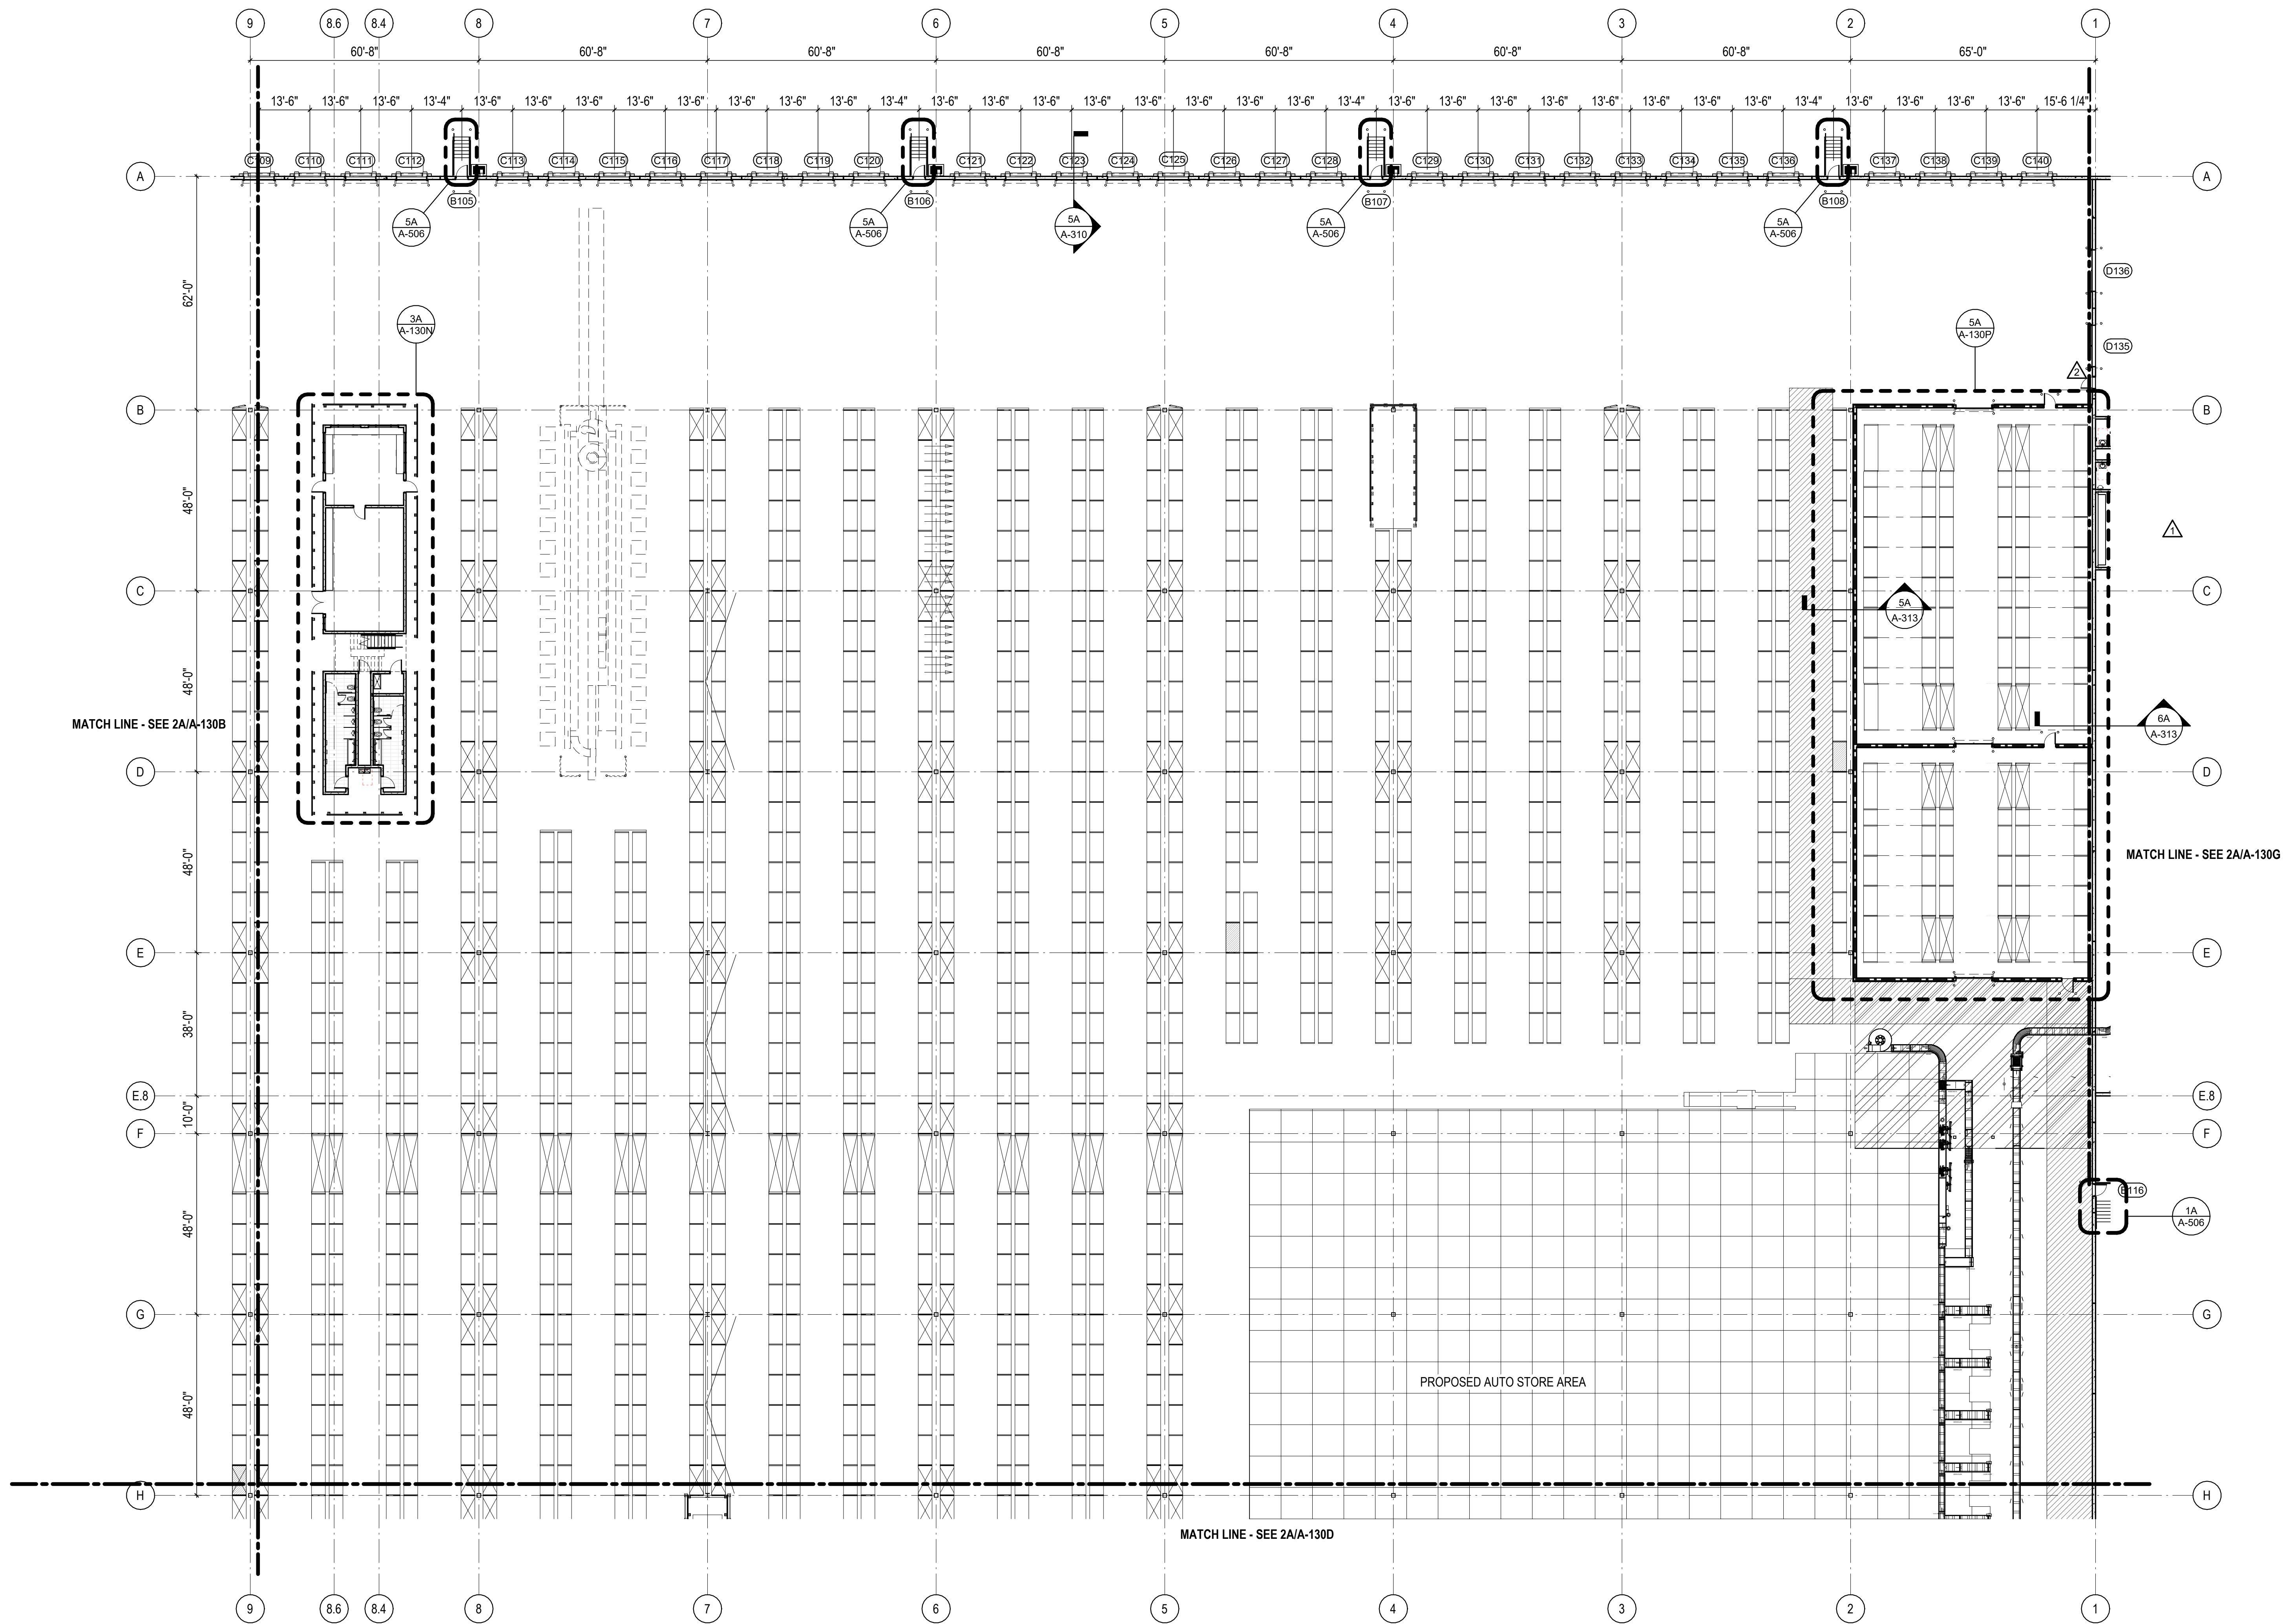 9 8.6 8.4 8 7 6 5 4 3 2 1
60'-8" 60'-8" 60'-8" 60'-8" 60'-8" 60'-8" 60'-8" 65'-0"
13'-6" 13'-6" 13'-6" 13'-4" 13'-6" 13'-6" 13'-6" 13'-6" 13'-6" 13'-6" 13'-6" 13'-6" 13'-4" 13'-6" 13'-6" 13'-6" 13'-6" 13'-6" 13'-6" 13'-6" 13'-6" 13'-4" 13'-6" 13'-6" 13'-6" 13'-6" 13'-6" 13'-6" 13'-6" 13'-6" 13'-4" 13'-6" 13'-6" 13'-6" 13'-6" 15'-6 1/4"
C109 C110 C111 C112 C113 C114 C115 C116 C117 C118 C119 C120 C121 C122 C123 C124 C125 C126 C127 C128 C129 C130 C131 C132 C133 C134 C135 C136 C137 C138 C139 C140
A A
B105 B106 B107 B108
5A 5A 5A 5A 5A
A-506 A-506 A-310 A-506 A-506
D136
62'-0"
3A
A-130N
5A
A-130P
D135
2
B B
48'-0"
1
C C
5A
A-313
48'-0"
MATCH LINE - SEE 2A/A-130B
6A
A-313
D D
48'-0"
MATCH LINE - SEE 2A/A-130G
E E
38'-0"
E.8 E.8
10'-0"
F F
B116
1A
A-506
48'-0"
G G
PROPOSED AUTO STORE AREA
48'-0"
H H
MATCH LINE - SEE 2A/A-130D
9 8.6 8.4 8 7 6 5 4 3 2 1